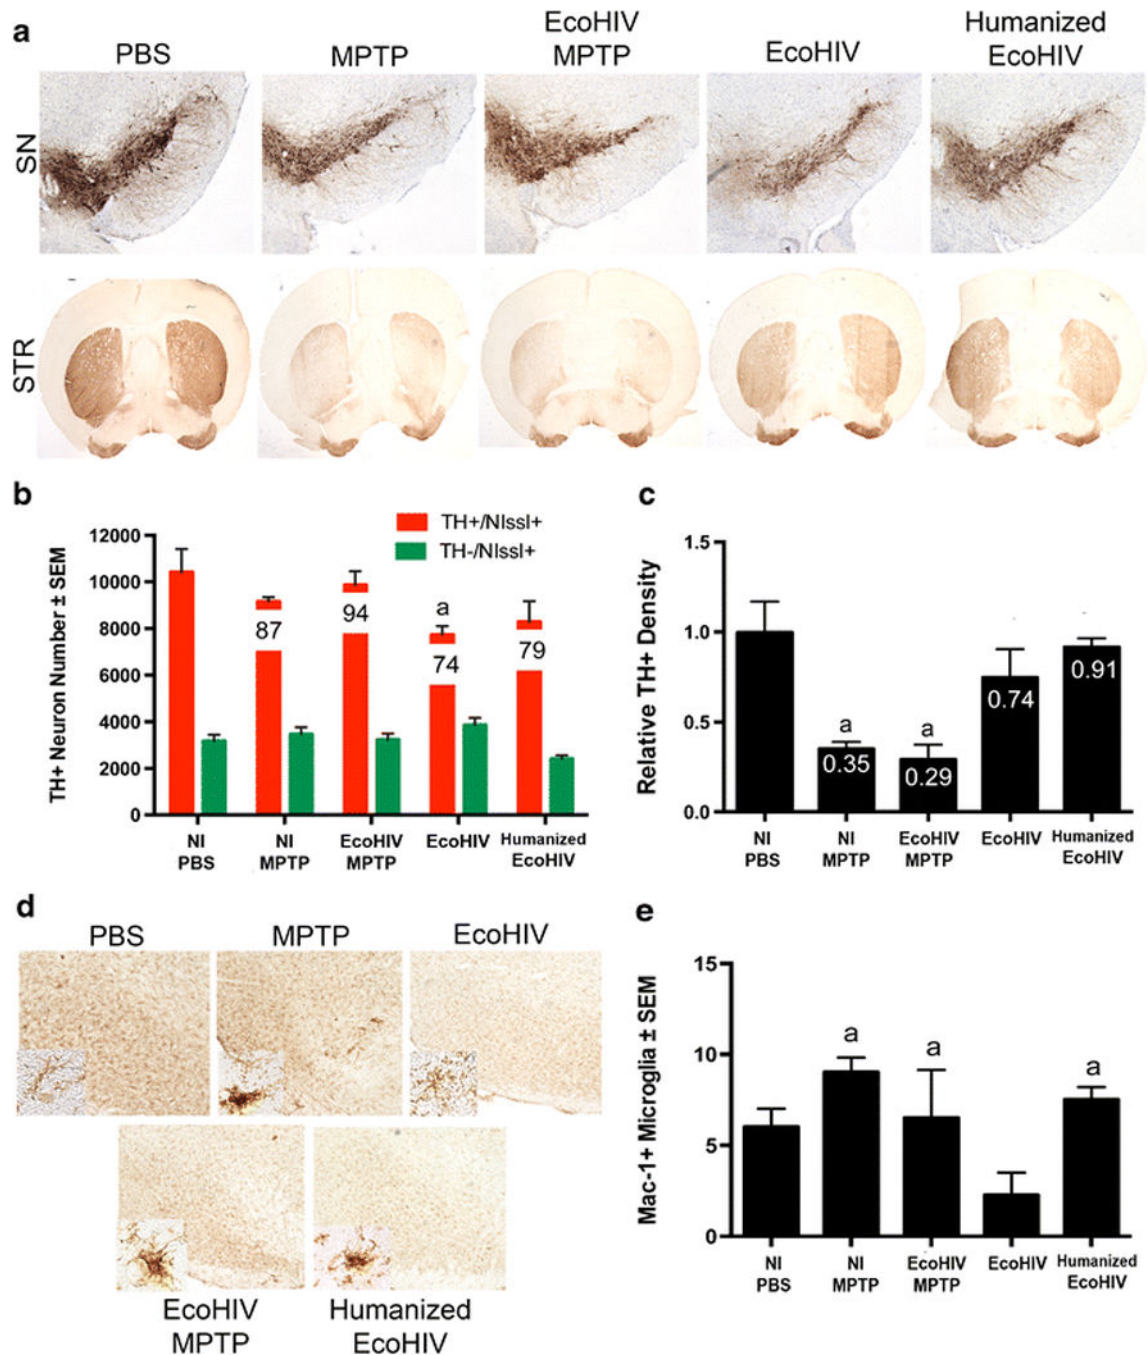 a
PBS
MPTP
EcoHIV
MPTP
EcoHIV
Humanized
EcoHIV
SN
STR
b
TH+ Neuron Number ± SEM
12000
10000
8000
6000
4000
2000
0
TH+/NIssl+
TH-/NIssl+
87
94
a
74
79
NI
PBS
NI
MPTP
EcoHIV
MPTP
EcoHIV
Humanized
EcoHIV
c
Relative TH+ Density
1.5
1.0
0.5
0.0
a
0.35
a
0.29
0.74
0.91
NI
PBS
NI
MPTP
EcoHIV
MPTP
EcoHIV
Humanized
EcoHIV
d
PBS
MPTP
EcoHIV
EcoHIV
MPTP
Humanized
EcoHIV
e
Mac-1+ Microglia ± SEM
15
10
5
0
a
a
a
NI
PBS
NI
MPTP
EcoHIV
MPTP
EcoHIV
Humanized
EcoHIV